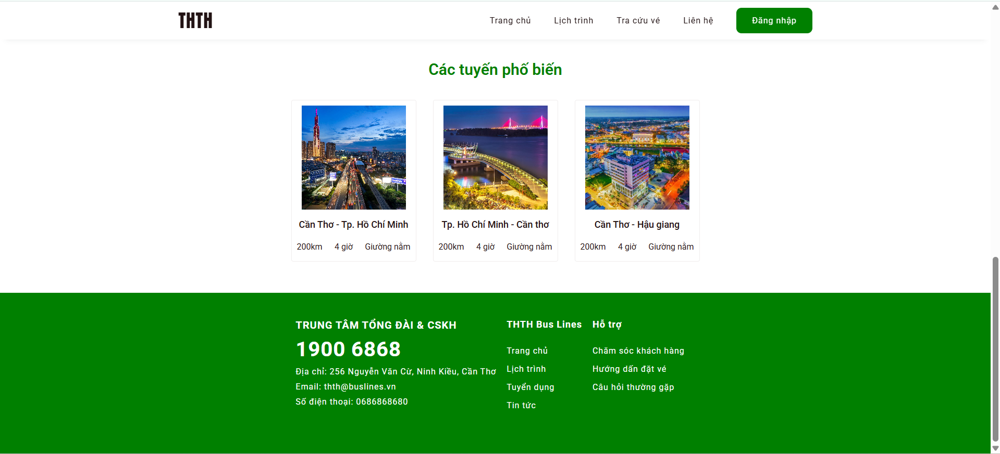 THTH
Trang chủ
Lịch trình
Tra cứu vé
Liên hệ
Đăng nhập
Các tuyến phố biến
Cần Thơ - Tp. Hồ Chí Minh
200km 4 giờ Giường nằm
Tp. Hồ Chí Minh - Cần thơ
200km 4 giờ Giường nằm
Cần Thơ - Hậu giang
200km 4 giờ Giường nằm
TRUNG TÂM TỔNG ĐÀI & CSKH
1900 6868
Địa chỉ: 256 Nguyễn Văn Cừ, Ninh Kiều, Cần Thơ
Email: thth@buslines.vn
Số điện thoại: 0686868680
THTH Bus Lines
Trang chủ
Lịch trình
Tuyển dụng
Tin tức
Hỗ trợ
Chăm sóc khách hàng
Hướng dấn đặt vé
Câu hỏi thường gặp